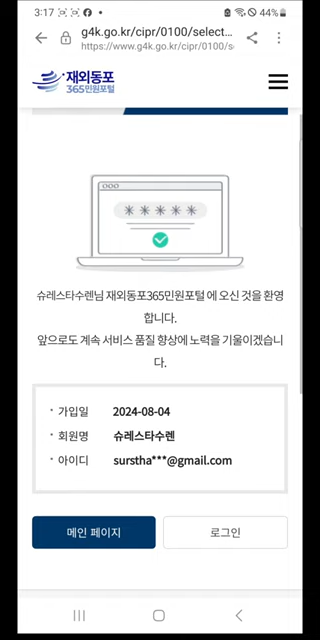 3:17
44%
g4k.go.kr/cipr/0100/select...
https://www.g4k.go.kr/cipr/0100/s
재외동포
365민원포털
슈레스타수렌님 재외동포365민원포털 에 오신 것을 환영
합니다.
앞으로도 계속 서비스 품질 향상에 노력을 기울이겠습니
다.
· 가입일 2024-08-04
· 회원명 슈레스타수렌
· 아이디 surstha***@gmail.com
메인 페이지 로그인